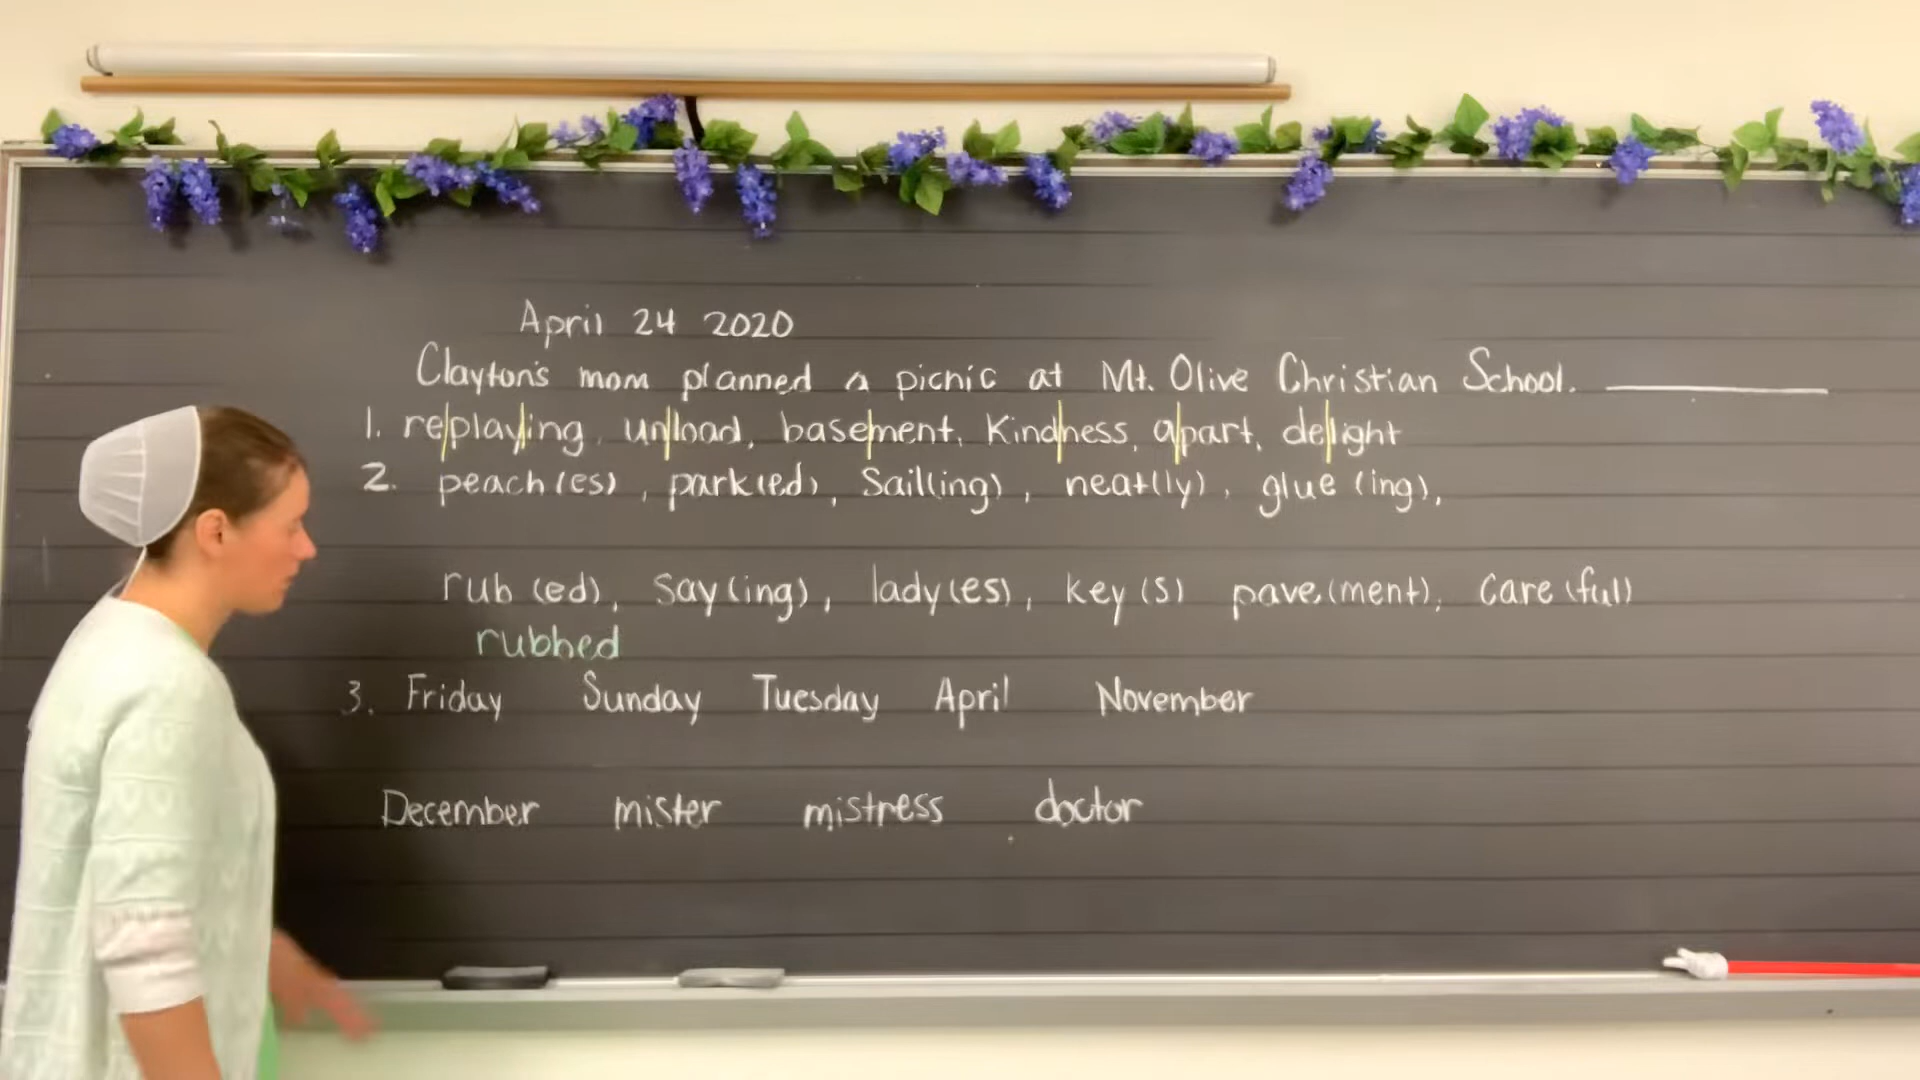 April 24 2020
Clayton's mom planned a picnic at Mt. Olive Christian School. ________
1. re|play|ing, un|load, base|ment, Kind|ness, a|part, de|light
2. peach(es), park(ed), Sail(ing), neat(ly), glue (ing),
rub (ed), say(ing), lady(es), key (s) pave(ment), care (ful)
rubbed
3. Friday Sunday Tuesday April November
December mister mistress doctor